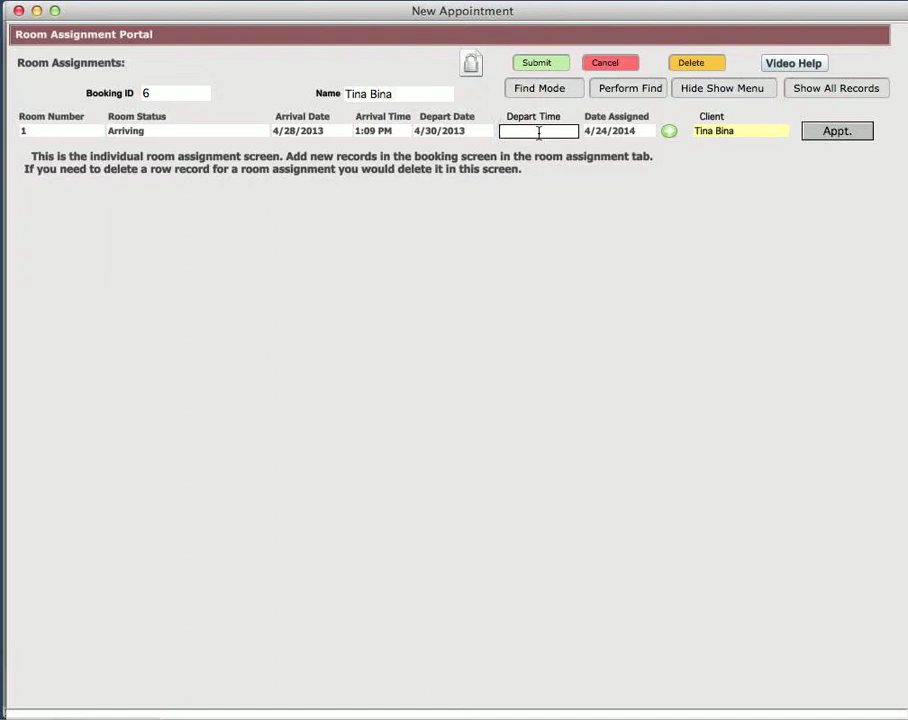 New Appointment
Room Assignment Portal
Room Assignments: Submit Cancel Delete Video Help
Find Mode Perform Find Hide Show Menu Show All Records
Booking ID 6 Name Tina Bina
Room Number Room Status Arrival Date Arrival Time Depart Date Depart Time Date Assigned Client
1 Arriving 4/28/2013 1:09 PM 4/30/2013 4/24/2014 Tina Bina Appt.
This is the individual room assignment screen. Add new records in the booking screen in the room assignment tab.
If you need to delete a row record for a room assignment you would delete it in this screen.